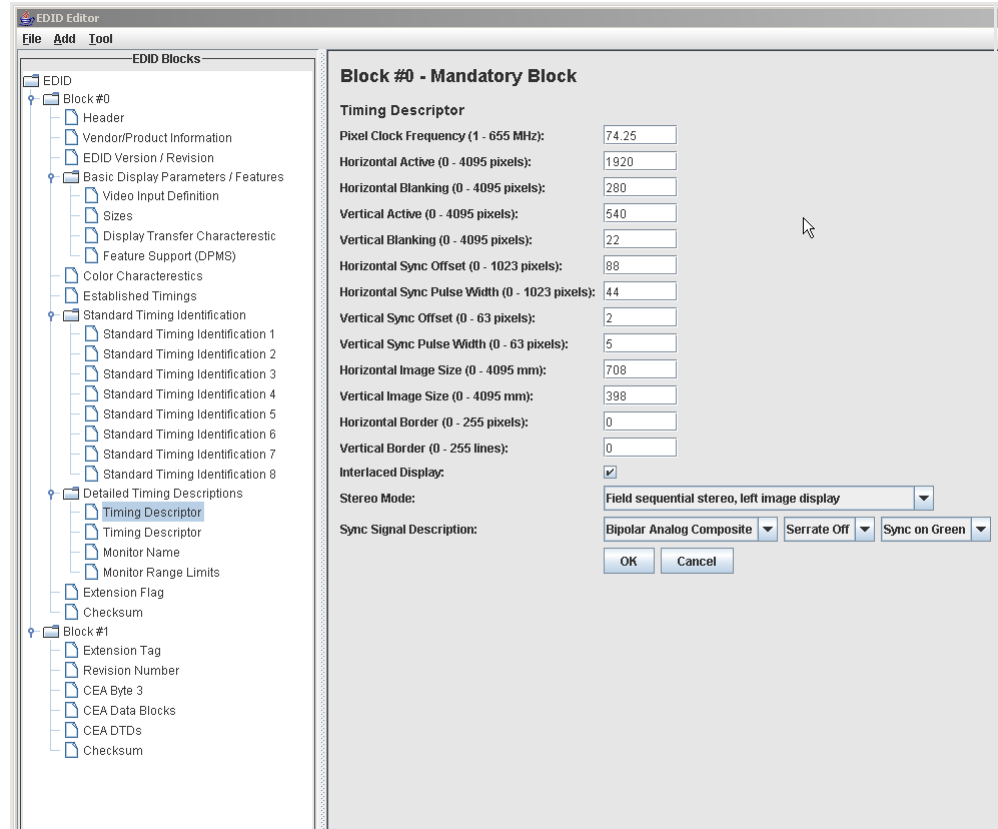 EDID Editor
File Add Tool
EDID Blocks
EDID
Block #0
Header
Vendor/Product Information
EDID Version / Revision
Basic Display Parameters / Features
Video Input Definition
Sizes
Display Transfer Characterestic
Feature Support (DPMS)
Color Characterestics
Established Timings
Standard Timing Identification
Standard Timing Identification 1
Standard Timing Identification 2
Standard Timing Identification 3
Standard Timing Identification 4
Standard Timing Identification 5
Standard Timing Identification 6
Standard Timing Identification 7
Standard Timing Identification 8
Detailed Timing Descriptions
Timing Descriptor
Timing Descriptor
Monitor Name
Monitor Range Limits
Extension Flag
Checksum
Block #1
Extension Tag
Revision Number
CEA Byte 3
CEA Data Blocks
CEA DTDs
Checksum
Block #0 - Mandatory Block
Timing Descriptor
Pixel Clock Frequency (1 - 655 MHz): 74.25
Horizontal Active (0 - 4095 pixels): 1920
Horizontal Blanking (0 - 4095 pixels): 280
Vertical Active (0 - 4095 pixels): 540
Vertical Blanking (0 - 4095 pixels): 22
Horizontal Sync Offset (0 - 1023 pixels): 88
Horizontal Sync Pulse Width (0 - 1023 pixels): 44
Vertical Sync Offset (0 - 63 pixels): 2
Vertical Sync Pulse Width (0 - 63 pixels): 5
Horizontal Image Size (0 - 4095 mm): 708
Vertical Image Size (0 - 4095 mm): 398
Horizontal Border (0 - 255 pixels): 0
Vertical Border (0 - 255 lines): 0
Interlaced Display:
Stereo Mode: Field sequential stereo, left image display
Sync Signal Description: Bipolar Analog Composite Serrate Off Sync on Green
OK Cancel